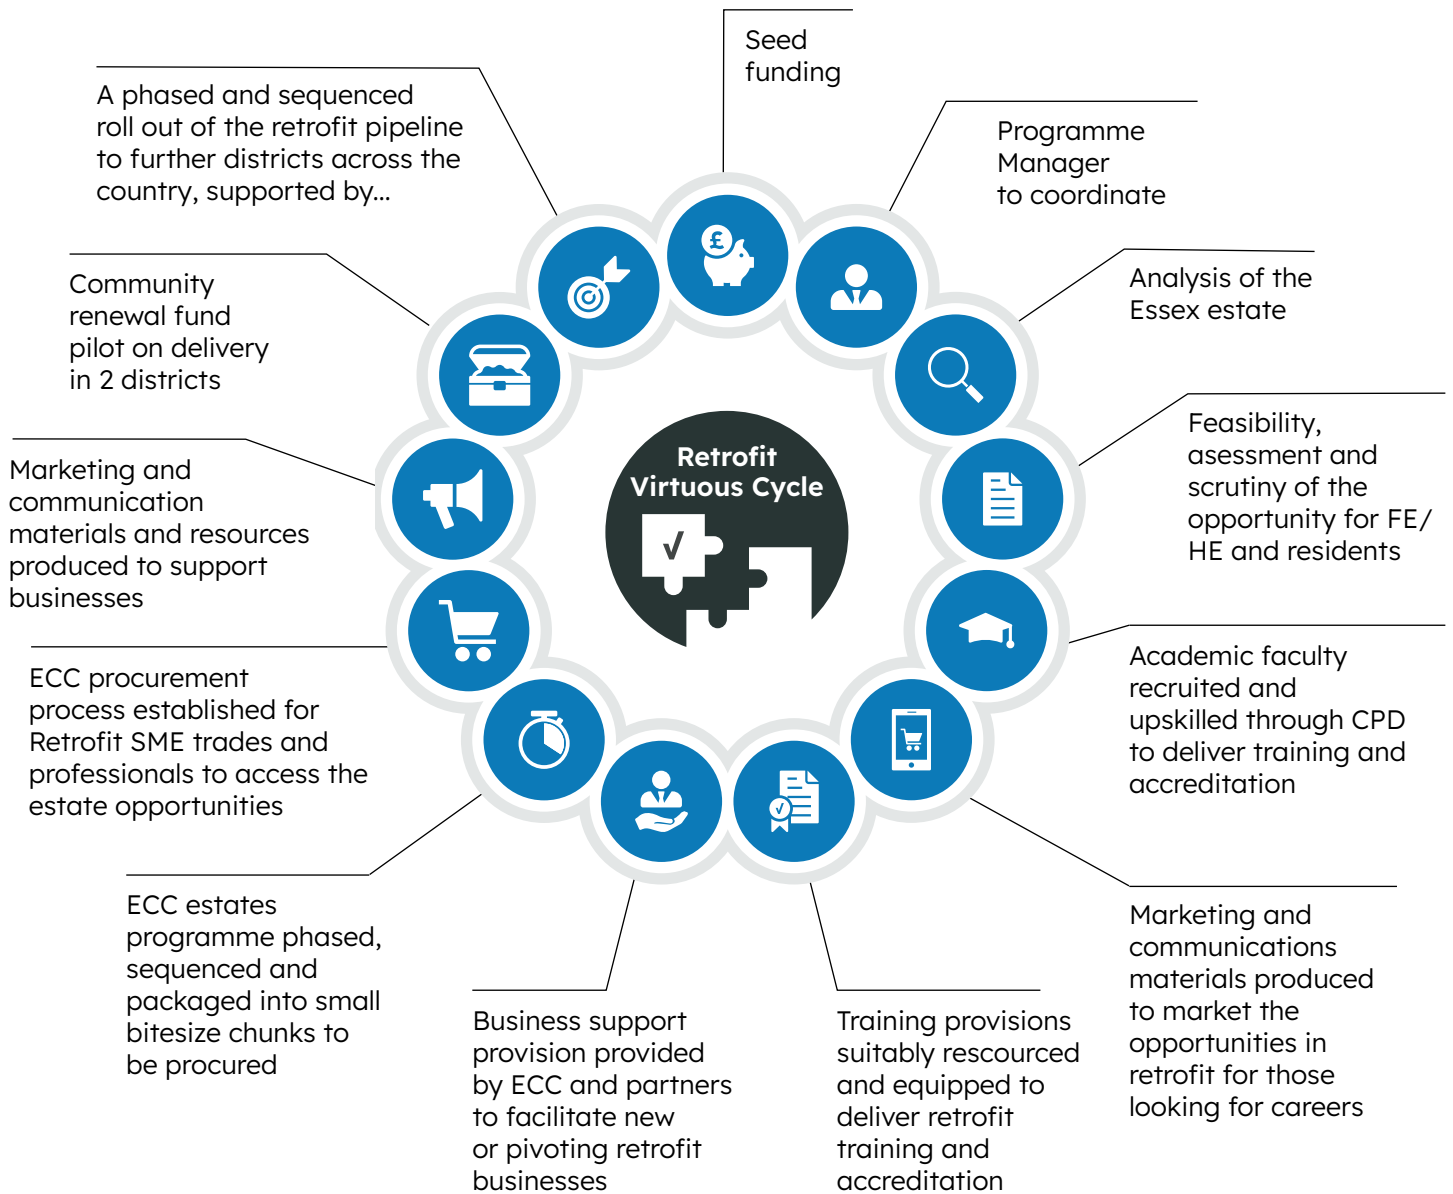 Seed
funding
Programme
Manager
to coordinate
Analysis of the
Essex estate
Feasibility,
asessment and
scrutiny of the
opportunity for FE/
HE and residents
Academic faculty
recruited and
upskilled through CPD
to deliver training and
accreditation
Marketing and
communications
materials produced
to market the
opportunities in
retrofit for those
looking for careers
Training provisions
suitably rescourced
and equipped to
deliver retrofit
training and
accreditation
Business support
provision provided
by ECC and partners
to facilitate new
or pivoting retrofit
businesses
ECC estates
programme phased,
sequenced and
packaged into small
bitesize chunks to
be procured
ECC procurement
process established for
Retrofit SME trades and
professionals to access the
estate opportunities
Marketing and
communication
materials and resources
produced to support
businesses
Community
renewal fund
pilot on delivery
in 2 districts
A phased and sequenced
roll out of the retrofit pipeline
to further districts across the
country, supported by...
£
Retrofit
Virtuous Cycle
√
√